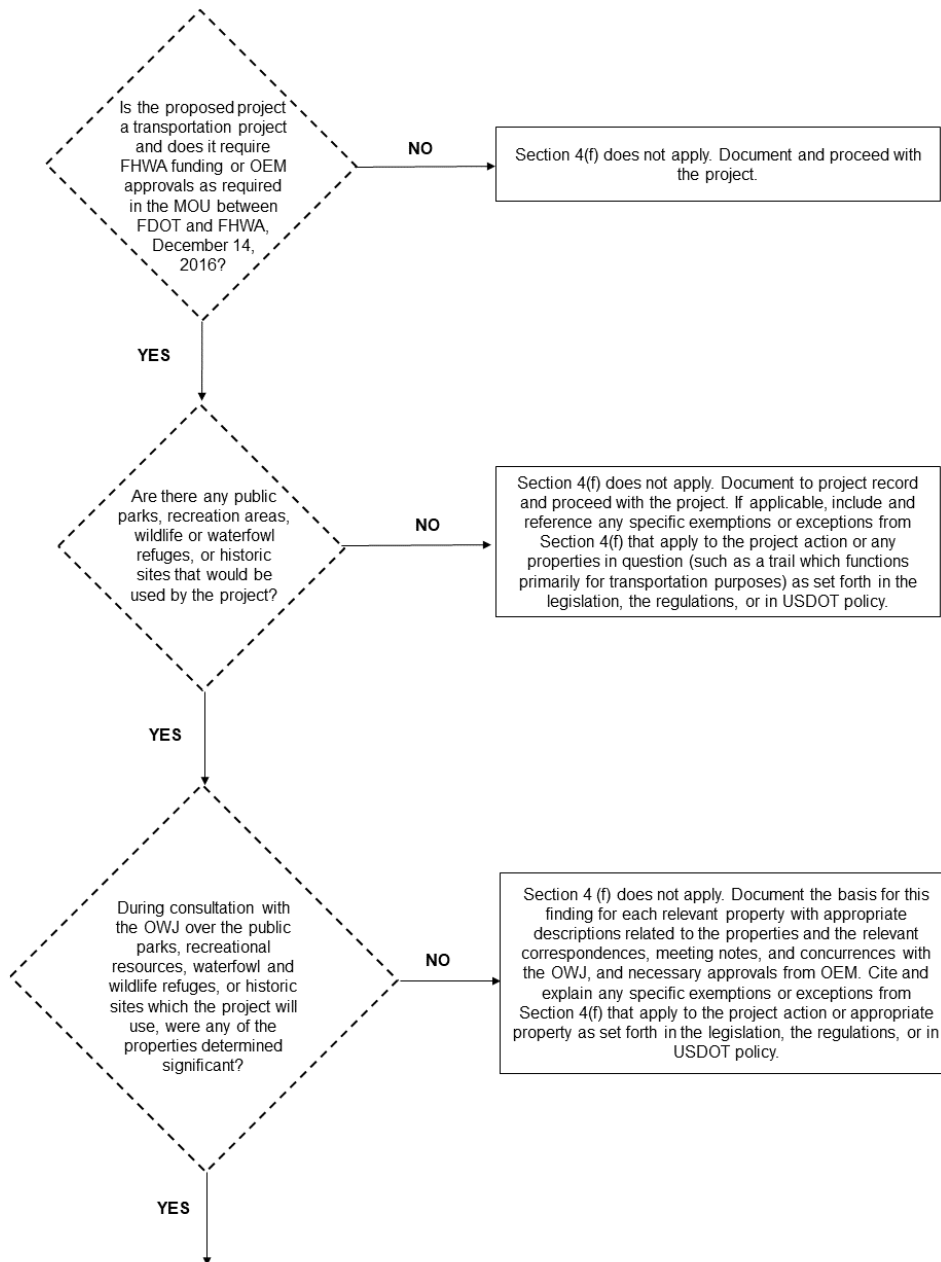 Is the proposed project
a transportation project
and does it require
FHWA funding or OEM
approvals as required
in the MOU between
FDOT and FHWA,
December 14,
2016?
NO
Section 4(f) does not apply. Document and proceed with
the project.
YES
Are there any public
parks, recreation areas,
wildlife or waterfowl
refuges, or historic
sites that would be
used by the project?
NO
Section 4(f) does not apply. Document to project record
and proceed with the project. If applicable, include and
reference any specific exemptions or exceptions from
Section 4(f) that apply to the project action or any
properties in question (such as a trail which functions
primarily for transportation purposes) as set forth in the
legislation, the regulations, or in USDOT policy.
YES
During consultation with
the OWJ over the public
parks, recreational
resources, waterfowl and
wildlife refuges, or historic
sites which the project will
use, were any of the
properties determined
significant?
NO
Section 4 (f) does not apply. Document the basis for this
finding for each relevant property with appropriate
descriptions related to the properties and the relevant
correspondences, meeting notes, and concurrences with
the OWJ, and necessary approvals from OEM. Cite and
explain any specific exemptions or exceptions from
Section 4(f) that apply to the project action or appropriate
property as set forth in the legislation, the regulations, or in
USDOT policy.
YES